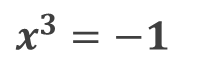 x³ = −1